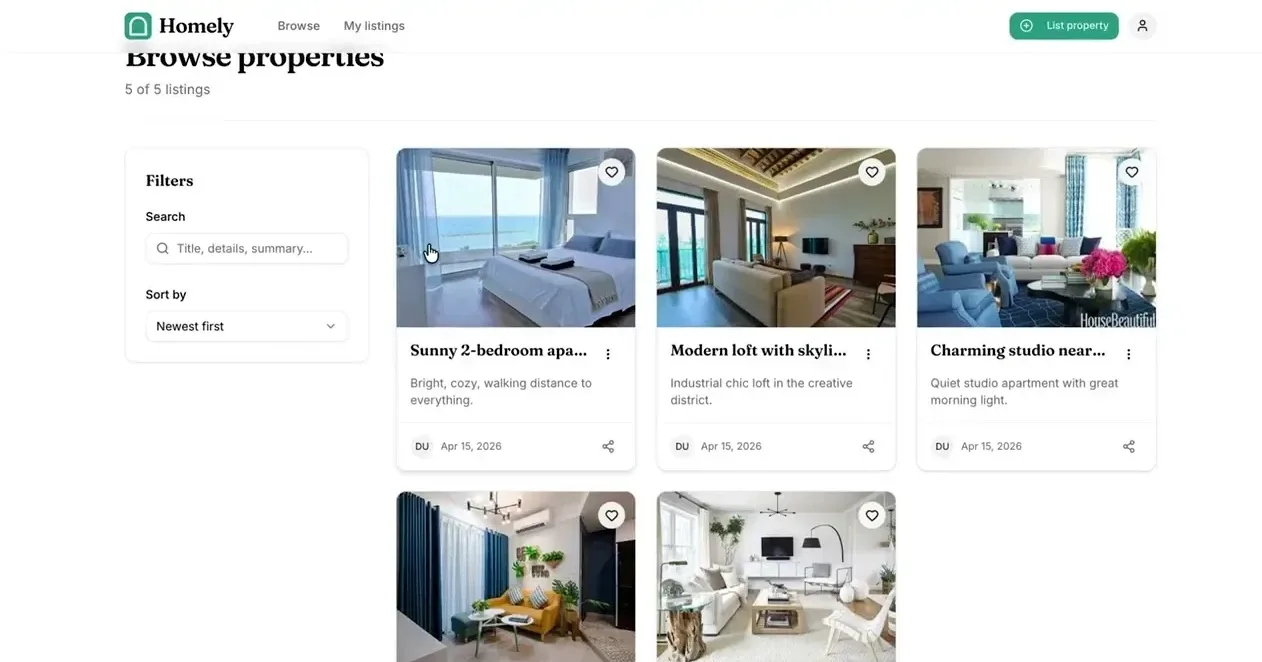 Homely
Browse
My listings
List property
Browse properties
5 of 5 listings
Filters
Search
Title, details, summary...
Sort by
Newest first
HouseBeautiful
Sunny 2-bedroom apa...
Bright, cozy, walking distance to
everything.
DU
Apr 15, 2026
Modern loft with skyli...
Industrial chic loft in the creative
district.
DU
Apr 15, 2026
Charming studio near...
Quiet studio apartment with great
morning light.
DU
Apr 15, 2026